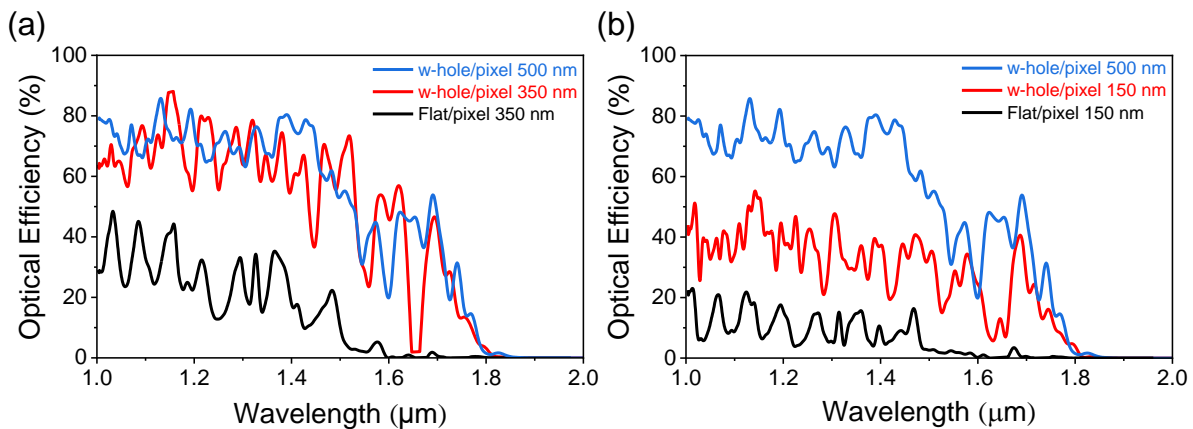 (a)
100
80
60
40
20
0
1.0 1.2 1.4 1.6 1.8 2.0
Optical Efficiency (%)
Wavelength (μm)
w-hole/pixel 500 nm
w-hole/pixel 350 nm
Flat/pixel 350 nm
(b)
100
80
60
40
20
0
1.0 1.2 1.4 1.6 1.8 2.0
Optical Efficiency (%)
Wavelength (μm)
w-hole/pixel 500 nm
w-hole/pixel 150 nm
Flat/pixel 150 nm